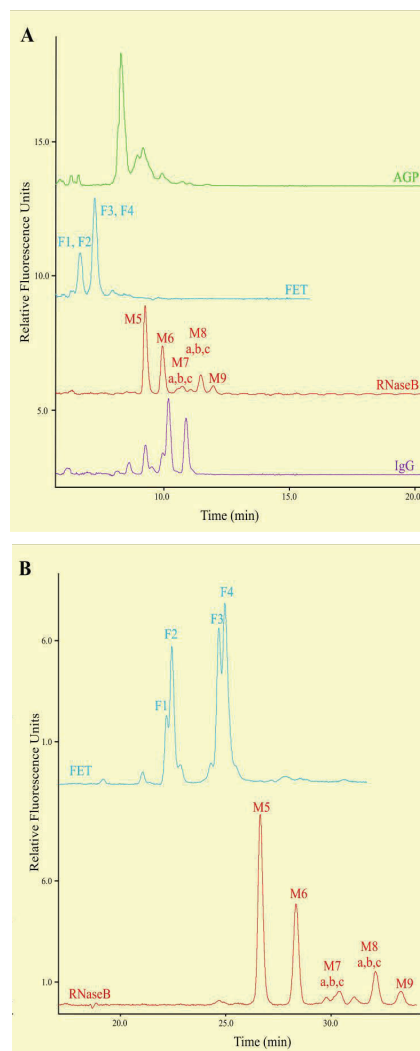 A
Relative Fluorescence Units
15.0
10.0
5.0
AGP
F1, F2
F3, F4
FET
M5
M6
M7
a,b,c
M8
a,b,c
M9
RNaseB
IgG
10.0
15.0
20.0
Time (min)
B
Relative Fluorescence Units
6.0
1.0
6.0
1.0
F1
F2
F3
F4
FET
M5
M6
M7
a,b,c
M8
a,b,c
M9
RNaseB
20.0
25.0
30.0
Time (min)